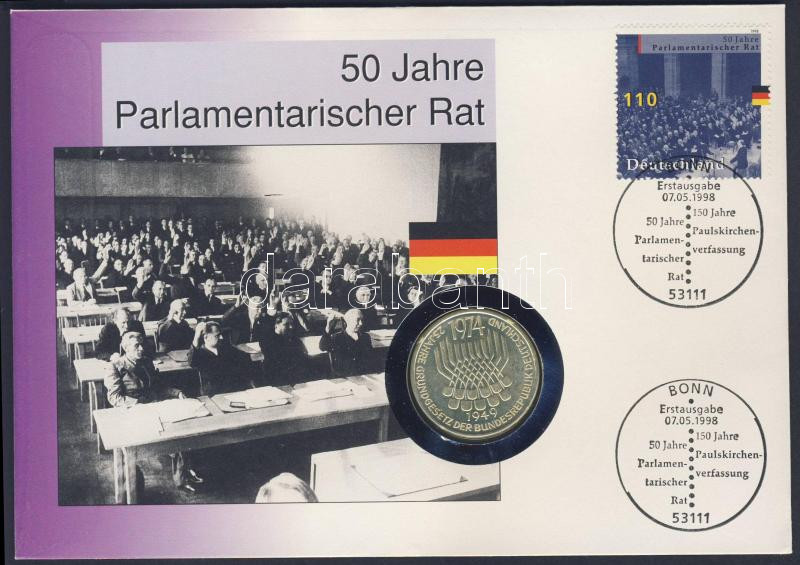 50 Jahre
Parlamentarischer Rat
1998
50 Jahre
Parlamentarischer Rat
110
Deutschland
BONN
Erstausgabe
07.05.1998
50 Jahre
Parlamen-
tarischer
Rat
150 Jahre
Paulskirchen-
verfassung
53111
darabanth
1974
25 JAHRE GRUNDGESETZ DER BUNDESREPUBLIK DEUTSCHLAND
1949
BONN
Erstausgabe
07.05.1998
50 Jahre
Parlamen-
tarischer
Rat
150 Jahre
Paulskirchen-
verfassung
53111